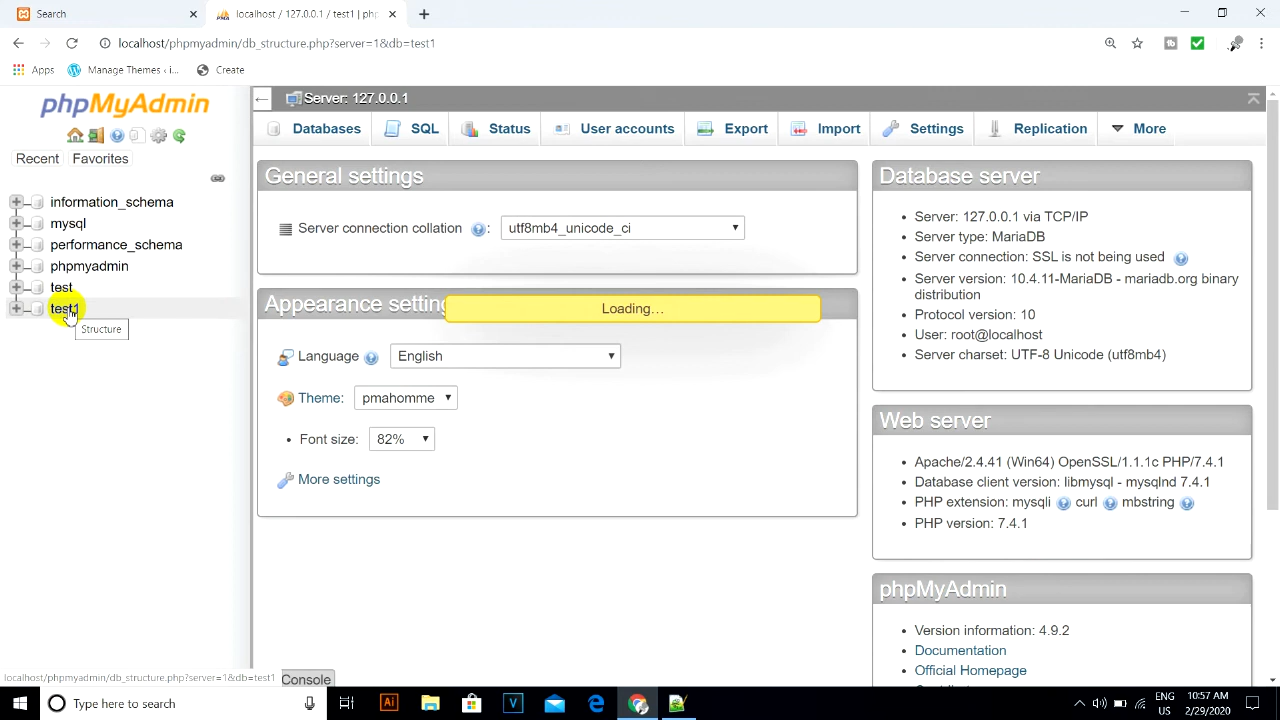 Search
localhost / 127.0.0.1 / test1 | php
localhost/phpmyadmin/db_structure.php?server=1&db=test1
Apps
Manage Themes ‹ i...
Create
phpMyAdmin
Recent
Favorites
information_schema
mysql
performance_schema
phpmyadmin
test
test1
Structure
Server: 127.0.0.1
Databases
SQL
Status
User accounts
Export
Import
Settings
Replication
More
General settings
Server connection collation :
utf8mb4_unicode_ci
Appearance setting
Loading…
Language
English
Theme:
pmahomme
• Font size:
82%
More settings
Database server
• Server: 127.0.0.1 via TCP/IP
• Server type: MariaDB
• Server connection: SSL is not being used
• Server version: 10.4.11-MariaDB - mariadb.org binary
distribution
• Protocol version: 10
• User: root@localhost
• Server charset: UTF-8 Unicode (utf8mb4)
Web server
• Apache/2.4.41 (Win64) OpenSSL/1.1.1c PHP/7.4.1
• Database client version: libmysql - mysqlnd 7.4.1
• PHP extension: mysqli curl mbstring
• PHP version: 7.4.1
phpMyAdmin
• Version information: 4.9.2
• Documentation
• Official Homepage
localhost/phpmyadmin/db_structure.php?server=1&db=test1
Console
Type here to search
ENG
US
10:57 AM
2/29/2020